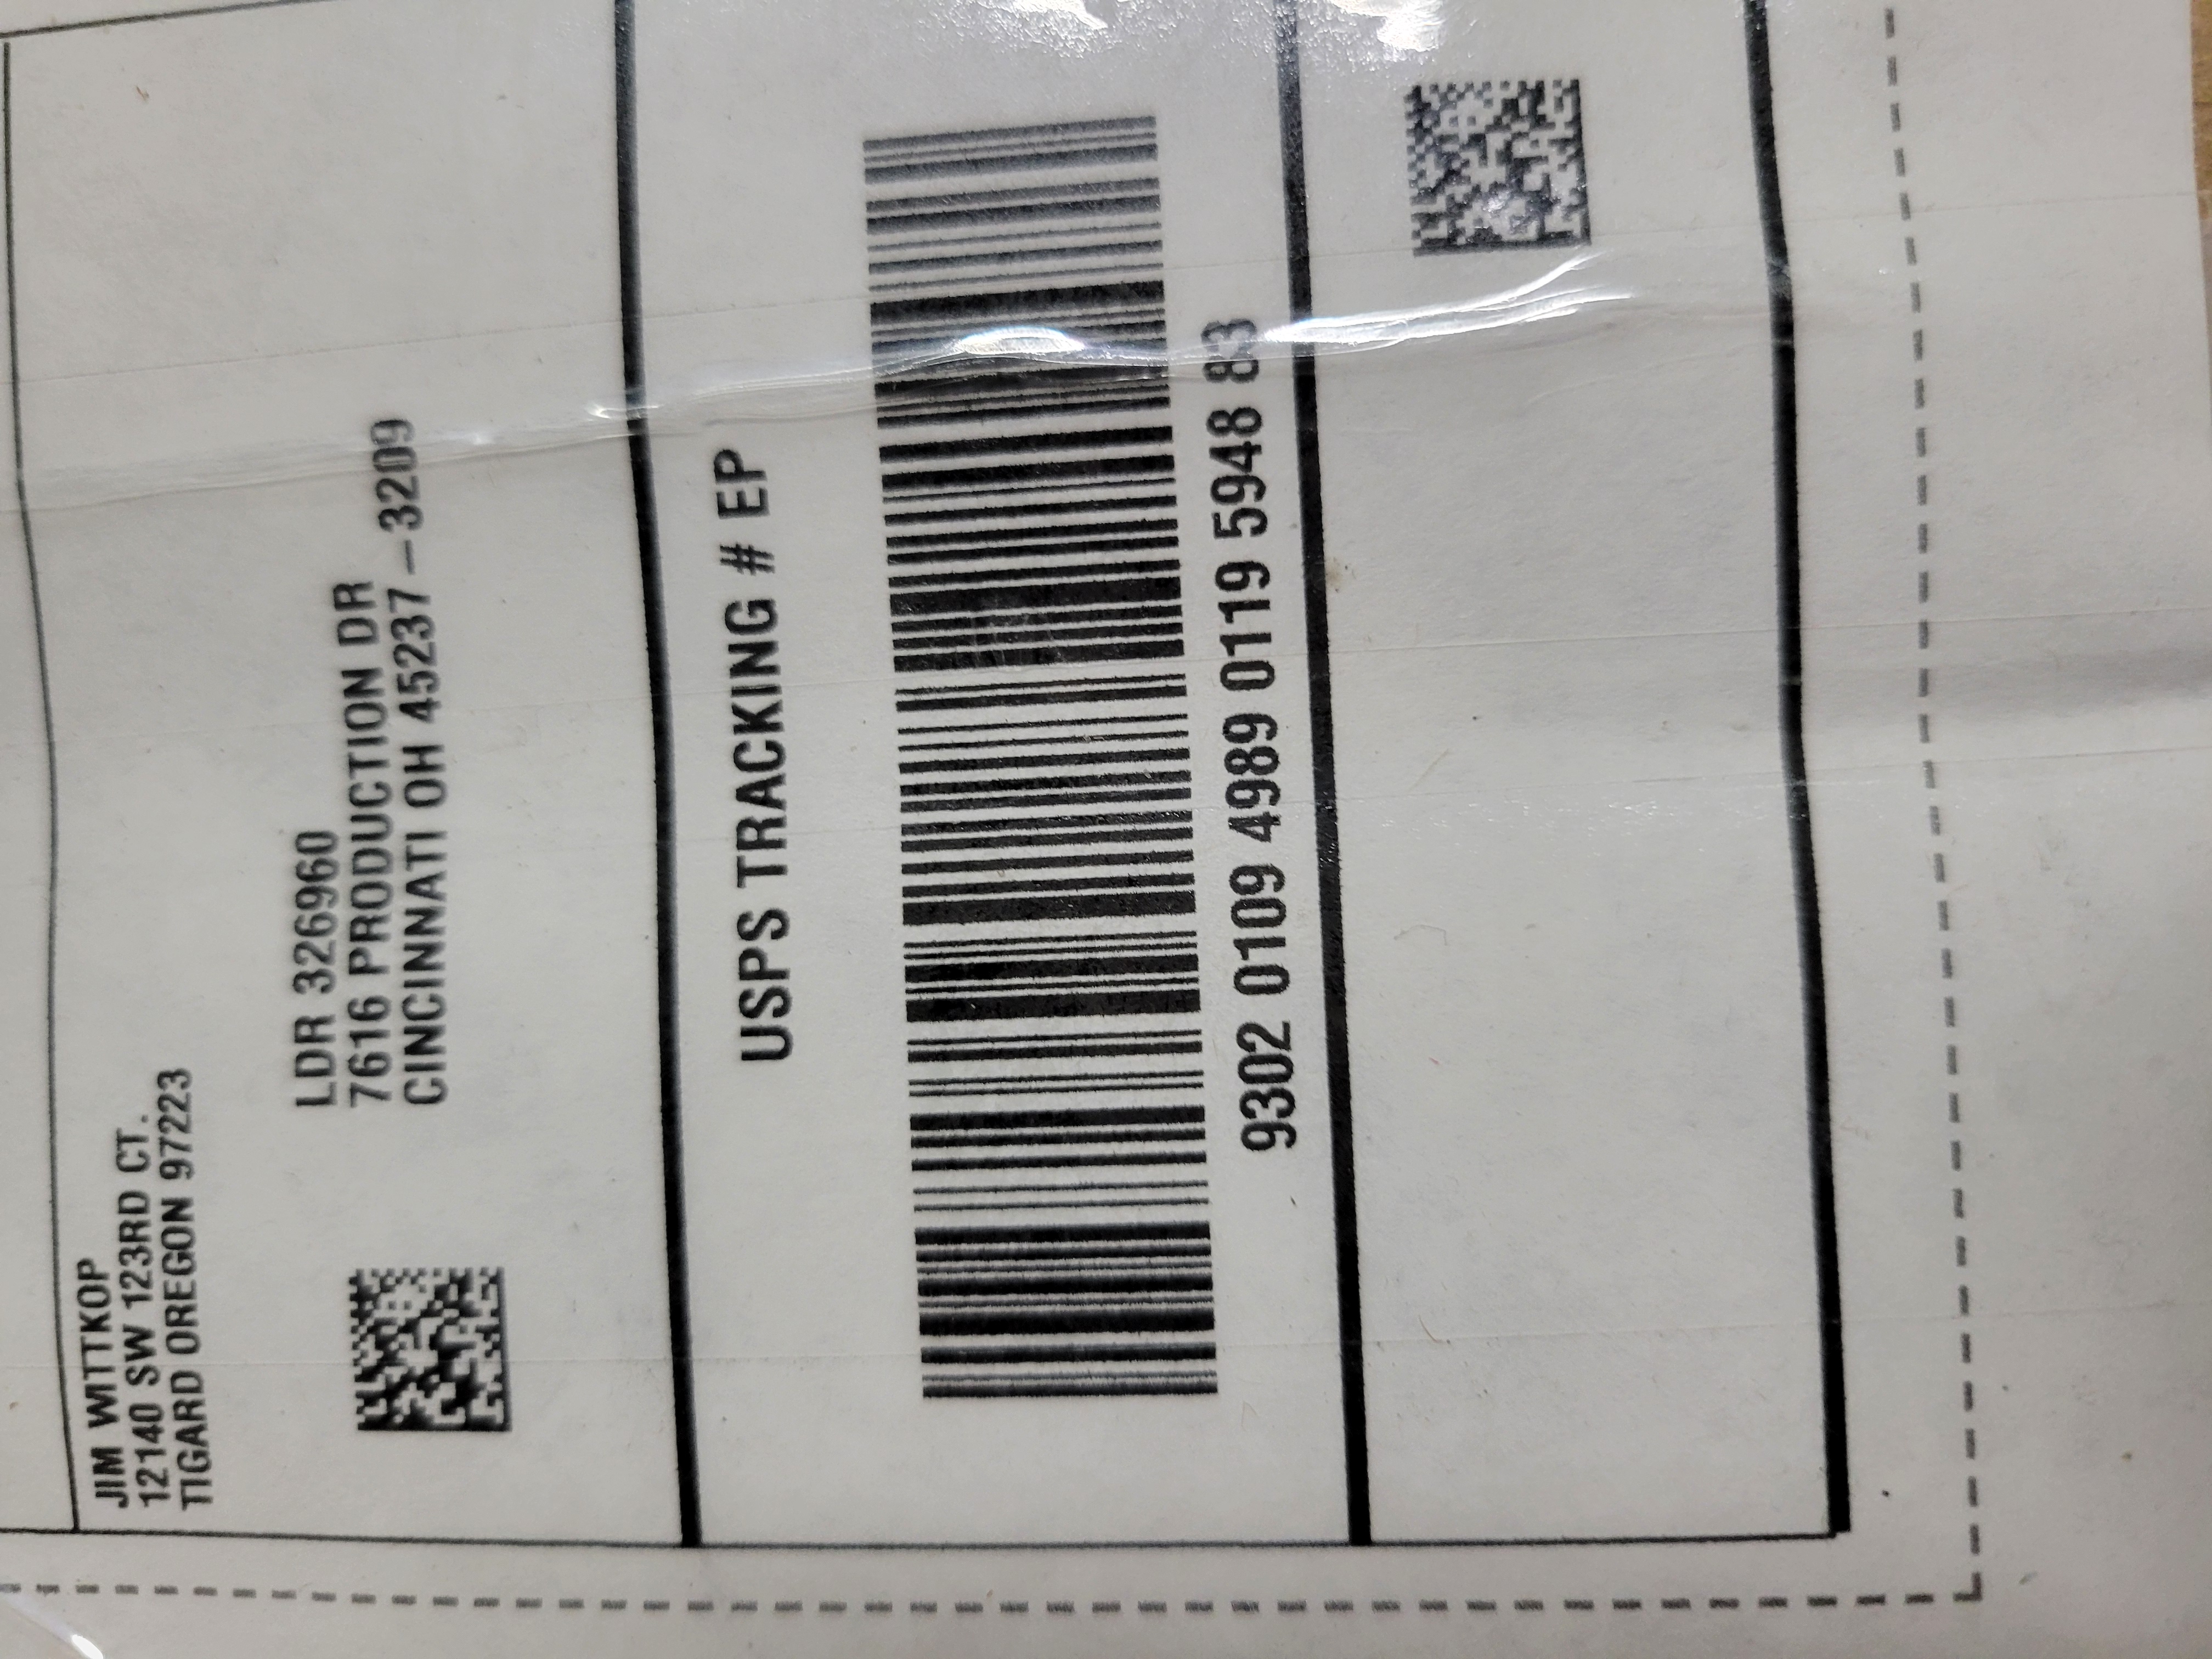 JIM WITTKOP
12140 SW 123RD CT.
TIGARD OREGON 97223
LDR 326960
7616 PRODUCTION DR
CINCINNATI OH 45237-3209
USPS TRACKING # EP
9302 0109 4989 0119 5948 83